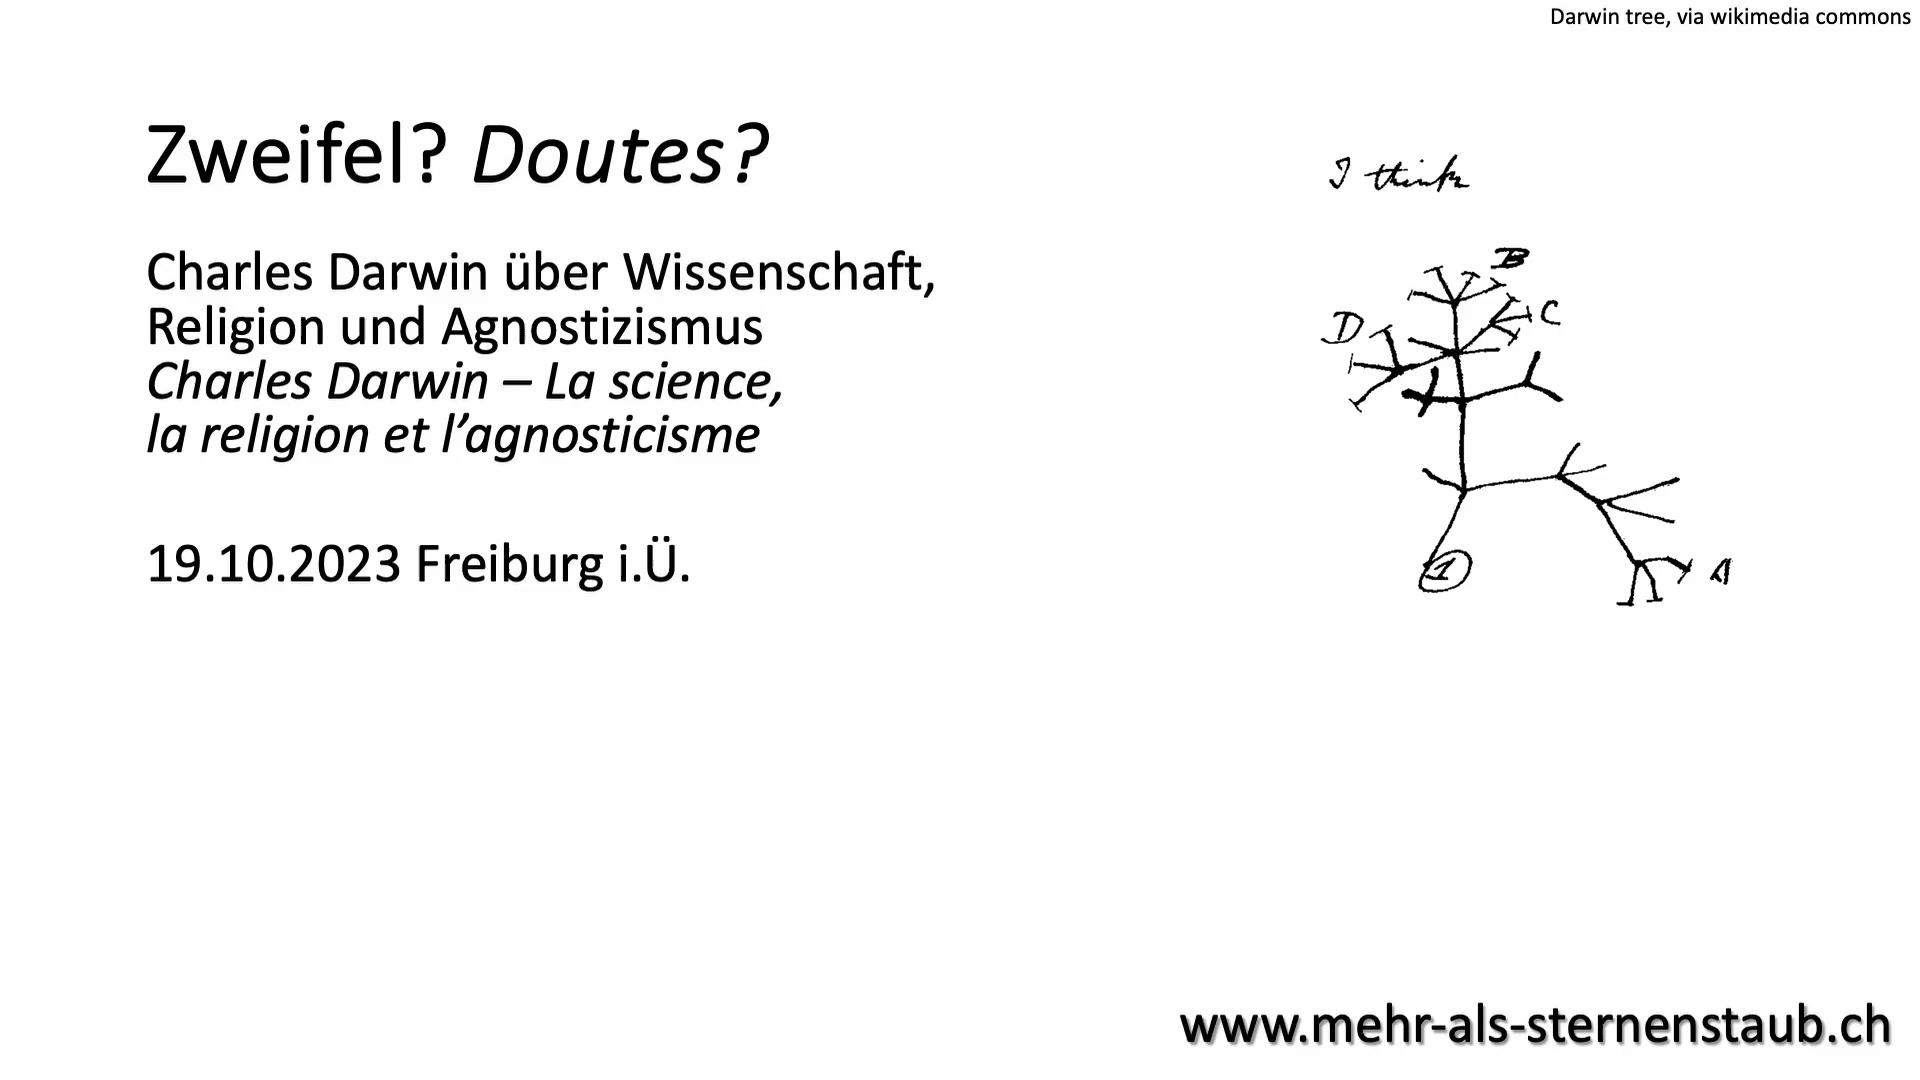 Darwin tree, via wikimedia commons
Zweifel? Doutes?
Charles Darwin über Wissenschaft,
Religion und Agnostizismus
Charles Darwin – La science,
la religion et l’agnosticisme
19.10.2023 Freiburg i.Ü.
I think
B
C
D
1
A
www.mehr-als-sternenstaub.ch